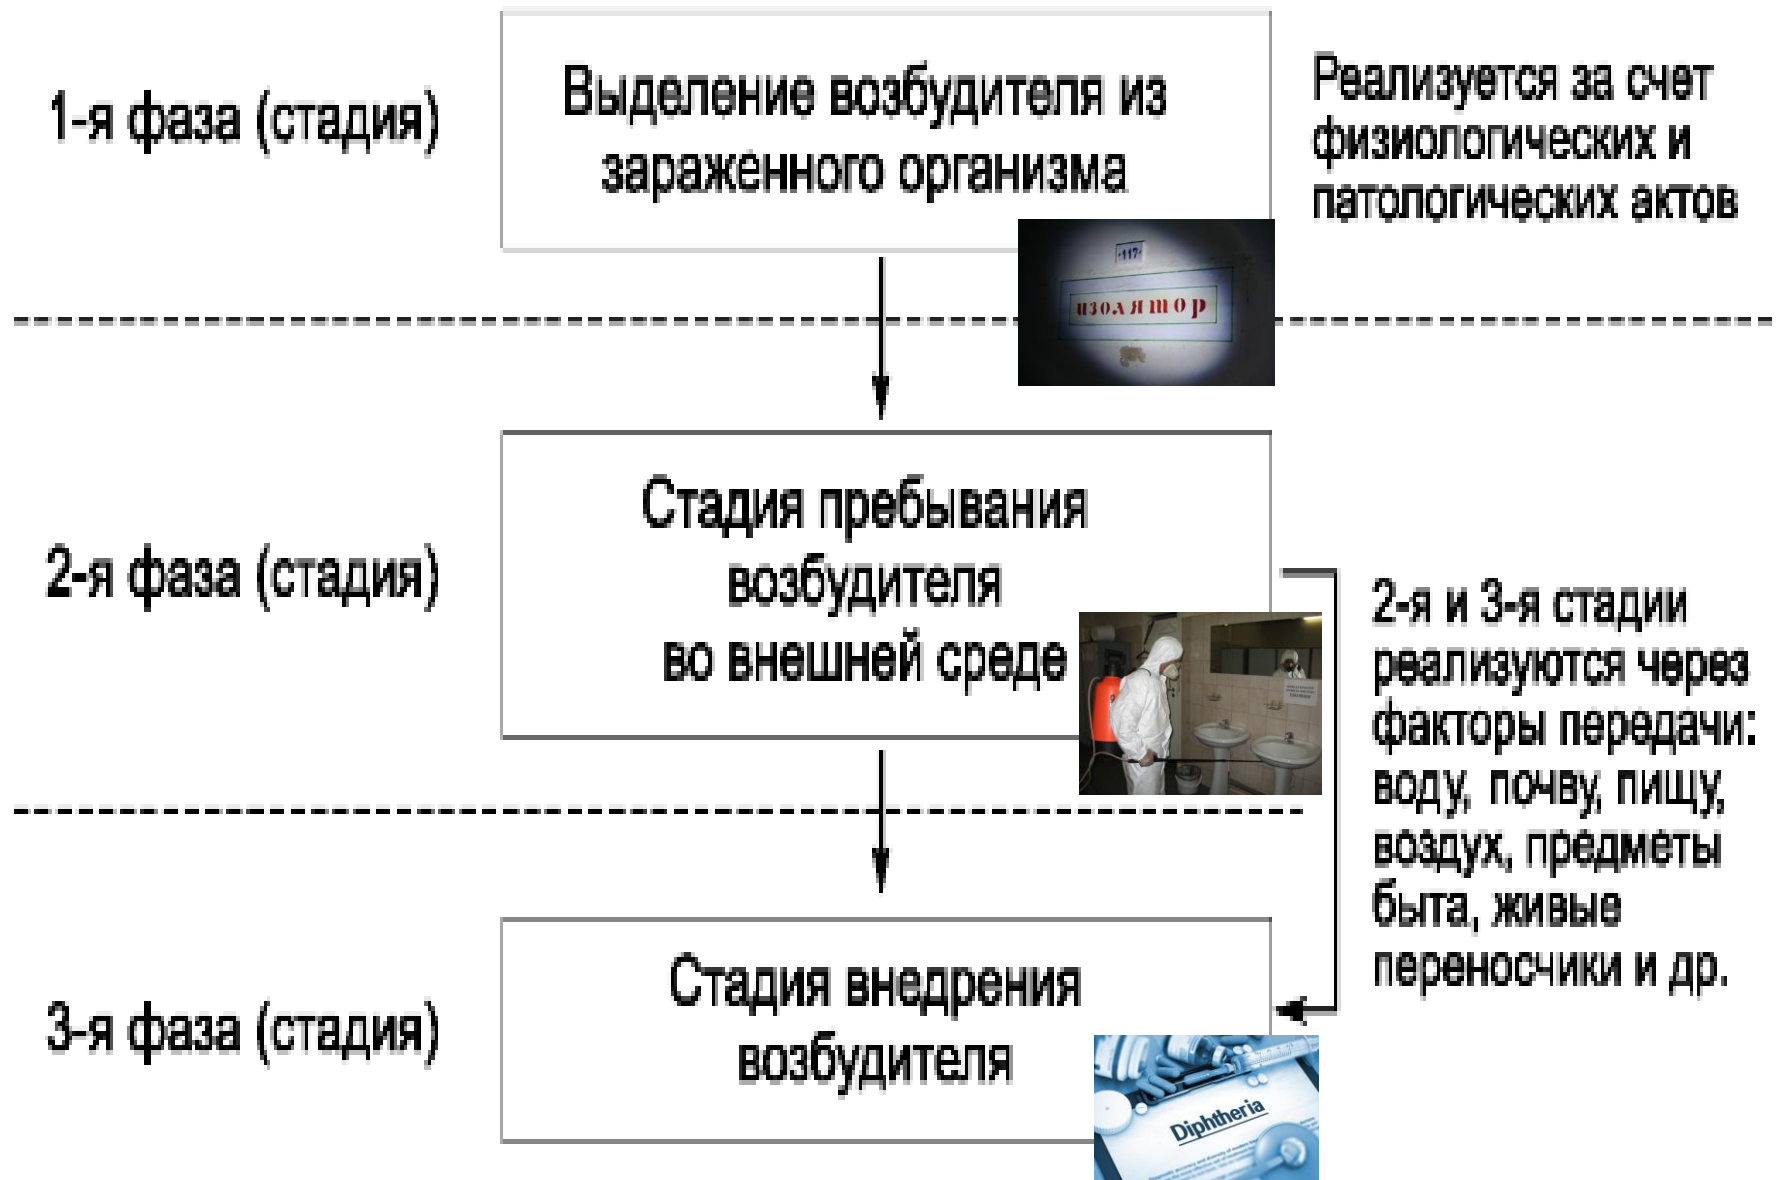 1-я фаза (стадия)
Выделение возбудителя из
зараженного организма
Реализуется за счет
физиологических и
патологических актов
·117·
изолятор
2-я фаза (стадия)
Стадия пребывания
возбудителя
во внешней среде
2-я и 3-я стадии
реализуются через
факторы передачи:
воду, почву, пищу,
воздух, предметы
быта, живые
переносчики и др.
3-я фаза (стадия)
Стадия внедрения
возбудителя
Diphtheria